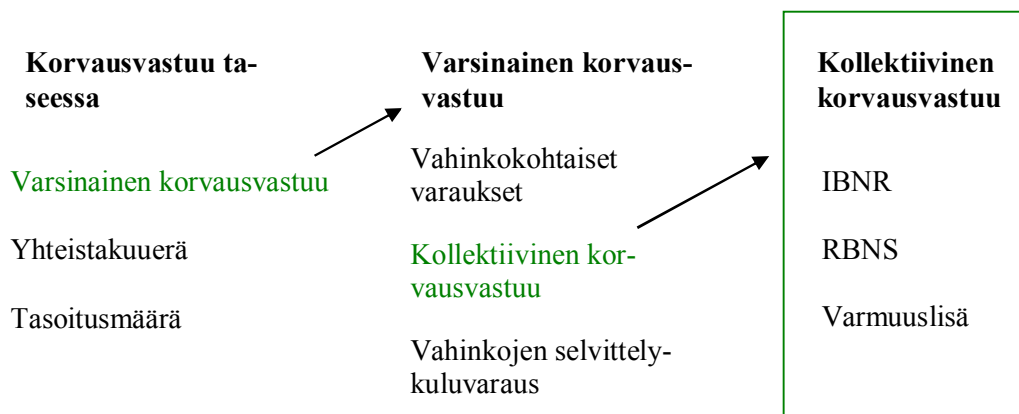 Korvausvastuu ta-
seessa
Varsinainen korvausvastuu
Yhteistakuuerä
Tasoitusmäärä
Varsinainen korvaus-
vastuu
Vahinkokohtaiset
varaukset
Kollektiivinen kor-
vausvastuu
Vahinkojen selvittely-
kuluvaraus
Kollektiivinen
korvausvastuu
IBNR
RBNS
Varmuuslisä